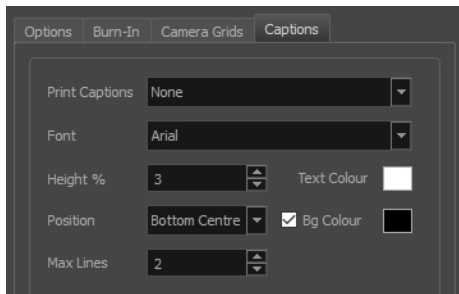 Options Burn-In Camera Grids Captions
Print Captions None
Font Arial
Height % 3 Text Colour
Position Bottom Centre Bg Colour
Max Lines 2